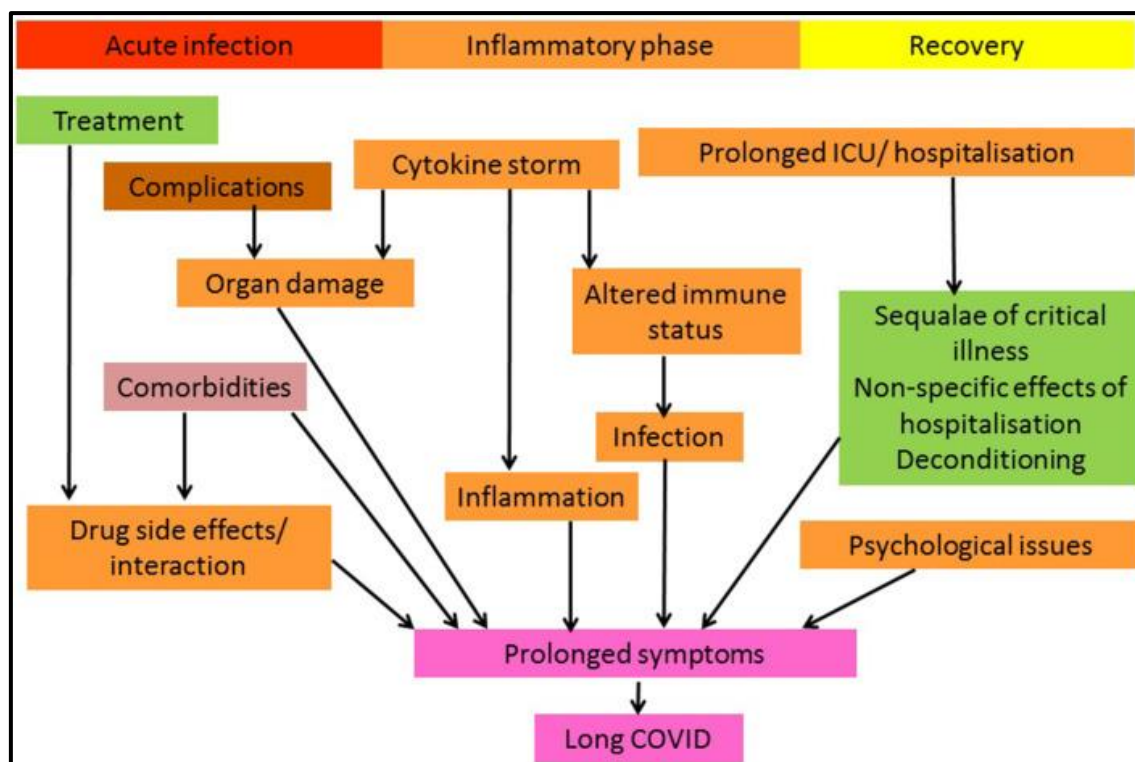 Acute infection
Inflammatory phase
Recovery
Treatment
Cytokine storm
Prolonged ICU/ hospitalisation
Complications
Organ damage
Altered immune
status
Sequalae of critical
illness
Non-specific effects of
hospitalisation
Deconditioning
Comorbidities
Infection
Inflammation
Drug side effects/
interaction
Psychological issues
Prolonged symptoms
Long COVID